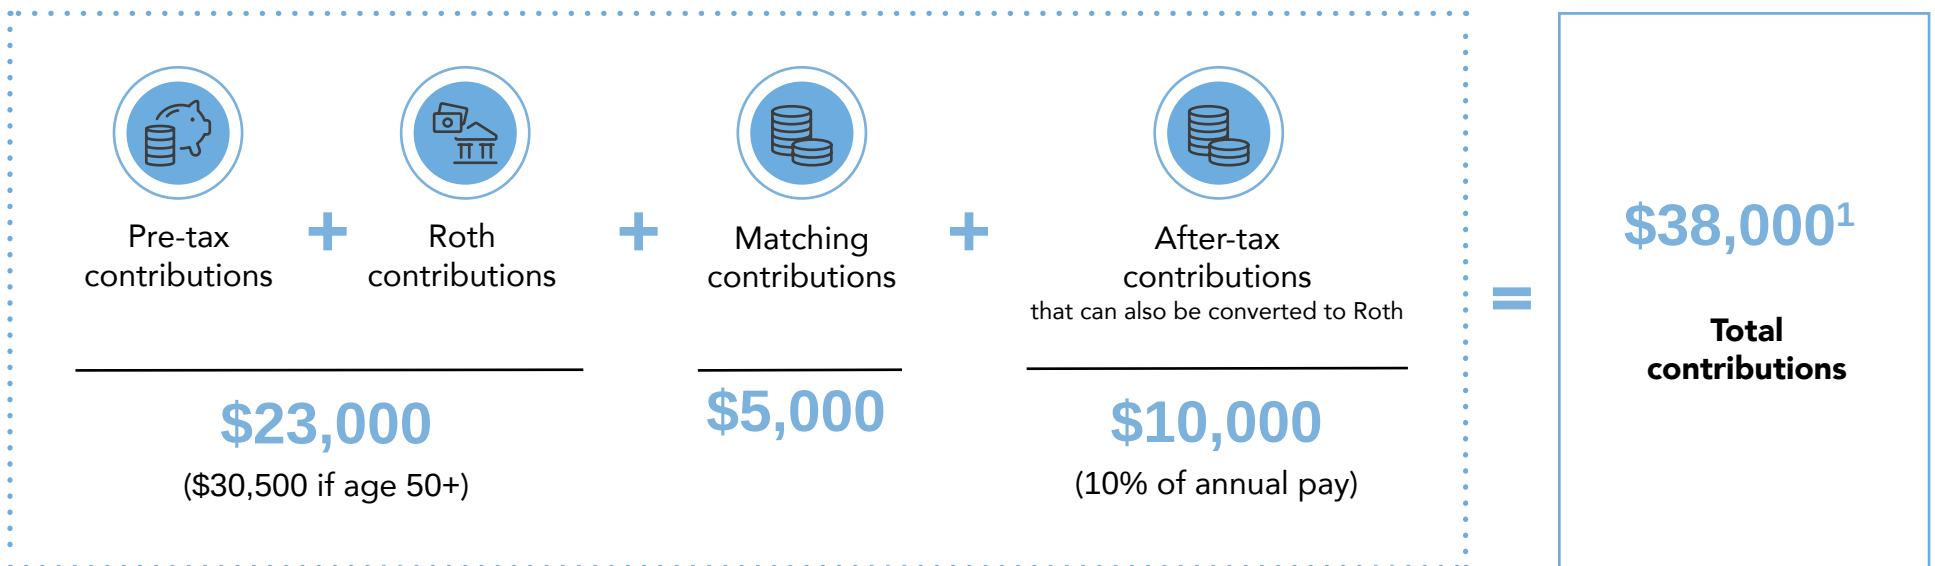 Pre-tax
contributions
+
Roth
contributions
+
Matching
contributions
+
After-tax
contributions
that can also be converted to Roth
$23,000
($30,500 if age 50+)
$5,000
$10,000
(10% of annual pay)
=
$38,000¹
Total
contributions